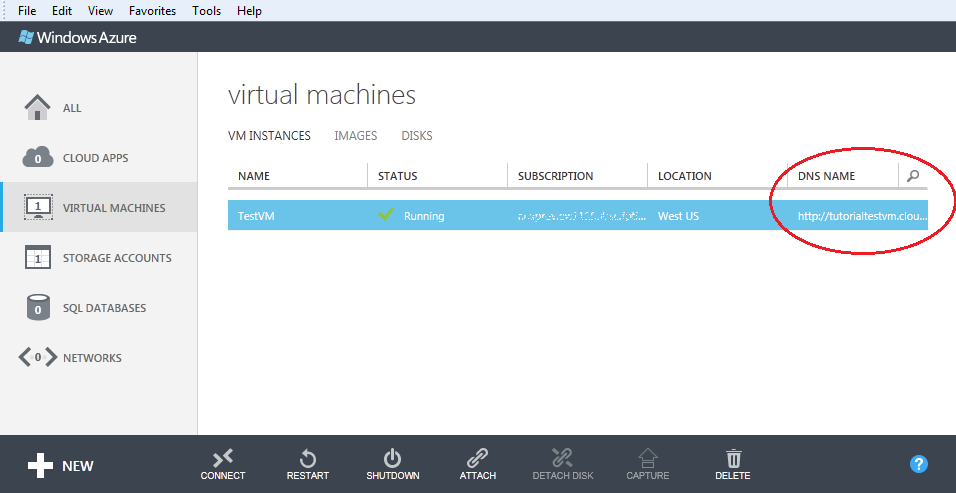 File Edit View Favorites Tools Help
Windows Azure
virtual machines
ALL
VM INSTANCES IMAGES DISKS
0 CLOUD APPS
NAME STATUS SUBSCRIPTION LOCATION DNS NAME
1 VIRTUAL MACHINES
TestVM Running West US http://tutorialtestvm.clou...
1 STORAGE ACCOUNTS
0 SQL DATABASES
0 NETWORKS
NEW CONNECT RESTART SHUTDOWN ATTACH DETACH DISK CAPTURE DELETE ?